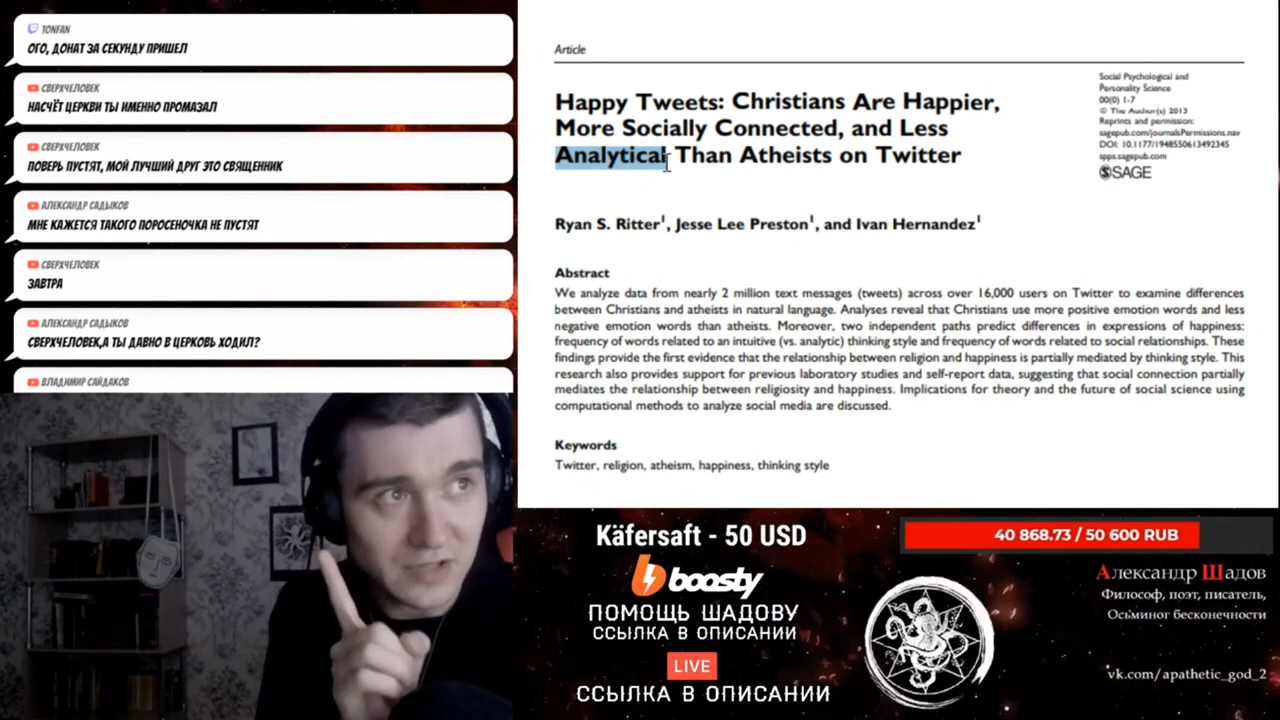 TONFAN
ОГО, ДОНАТ ЗА СЕКУНДУ ПРИШЕЛ
СВЕРХЧЕЛОВЕК
НАСЧЁТ ЦЕРКВИ ТЫ ИМЕННО ПРОМАЗАЛ
СВЕРХЧЕЛОВЕК
ПОВЕРЬ ПУСТЯТ, МОЙ ЛУЧШИЙ ДРУГ ЭТО СВЯЩЕННИК
АЛЕКСАНДР САДЫКОВ
МНЕ КАЖЕТСЯ ТАКОГО ПОРОСЕНОЧКА НЕ ПУСТЯТ
СВЕРХЧЕЛОВЕК
ЗАВТРА
АЛЕКСАНДР САДЫКОВ
СВЕРХЧЕЛОВЕК,А ТЫ ДАВНО В ЦЕРКОВЬ ХОДИЛ?
ВЛАДИМИР САЙДАКОВ
Article
Happy Tweets: Christians Are Happier,
More Socially Connected, and Less
Analytical Than Atheists on Twitter
Social Psychological and
Personality Science
00(0) 1-7
© The Author(s) 2013
Reprints and permission:
sagepub.com/journalsPermissions.nav
DOI: 10.1177/1948550613492345
spps.sagepub.com
SAGE
Ryan S. Ritter1, Jesse Lee Preston1, and Ivan Hernandez1
Abstract
We analyze data from nearly 2 million text messages (tweets) across over 16,000 users on Twitter to examine differences
between Christians and atheists in natural language. Analyses reveal that Christians use more positive emotion words and less
negative emotion words than atheists. Moreover, two independent paths predict differences in expressions of happiness:
frequency of words related to an intuitive (vs. analytic) thinking style and frequency of words related to social relationships. These
findings provide the first evidence that the relationship between religion and happiness is partially mediated by thinking style. This
research also provides support for previous laboratory studies and self-report data, suggesting that social connection partially
mediates the relationship between religiosity and happiness. Implications for theory and the future of social science using
computational methods to analyze social media are discussed.
Keywords
Twitter, religion, atheism, happiness, thinking style
Käfersaft - 50 USD
boosty
ПОМОЩЬ ШАДОВУ
ССЫЛКА В ОПИСАНИИ
LIVE
ССЫЛКА В ОПИСАНИИ
40 868.73 / 50 600 RUB
Александр Шадов
Философ, поэт, писатель,
Осьминог бесконечности
vk.com/apathetic_god_2